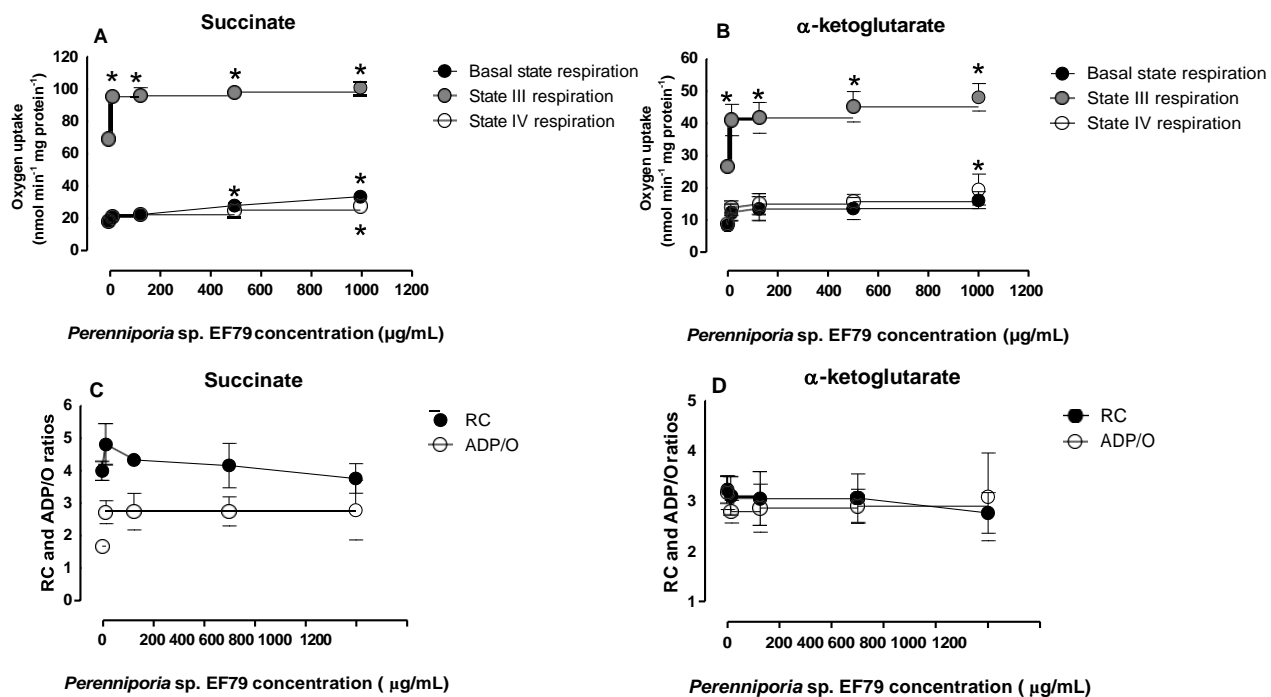 A
Succinate
120
100
80
60
40
20
0
Oxygen uptake
(nmol min⁻¹ mg protein⁻¹)
* * * *
*
*
*
0 200 400 600 800 1000 1200
Perenniporia sp. EF79 concentration (µg/mL)
Basal state respiration
State III respiration
State IV respiration
B
α-ketoglutarate
60
50
40
30
20
10
0
Oxygen uptake
(nmol min⁻¹ mg protein⁻¹)
* * * *
*
0 200 400 600 800 1000 1200
Perenniporia sp. EF79 concentration (µg/mL)
Basal state respiration
State III respiration
State IV respiration
C
Succinate
6
5
4
3
2
1
0
RC and ADP/O ratios
0 200 400 600 800 1000 1200
Perenniporia sp. EF79 concentration ( µg/mL)
RC
ADP/O
D
α-ketoglutarate
5
4
3
2
1
RC and ADP/O ratios
0 200 400 600 800 1000 1200
Perenniporia sp. EF79 concentration ( µg/mL)
RC
ADP/O